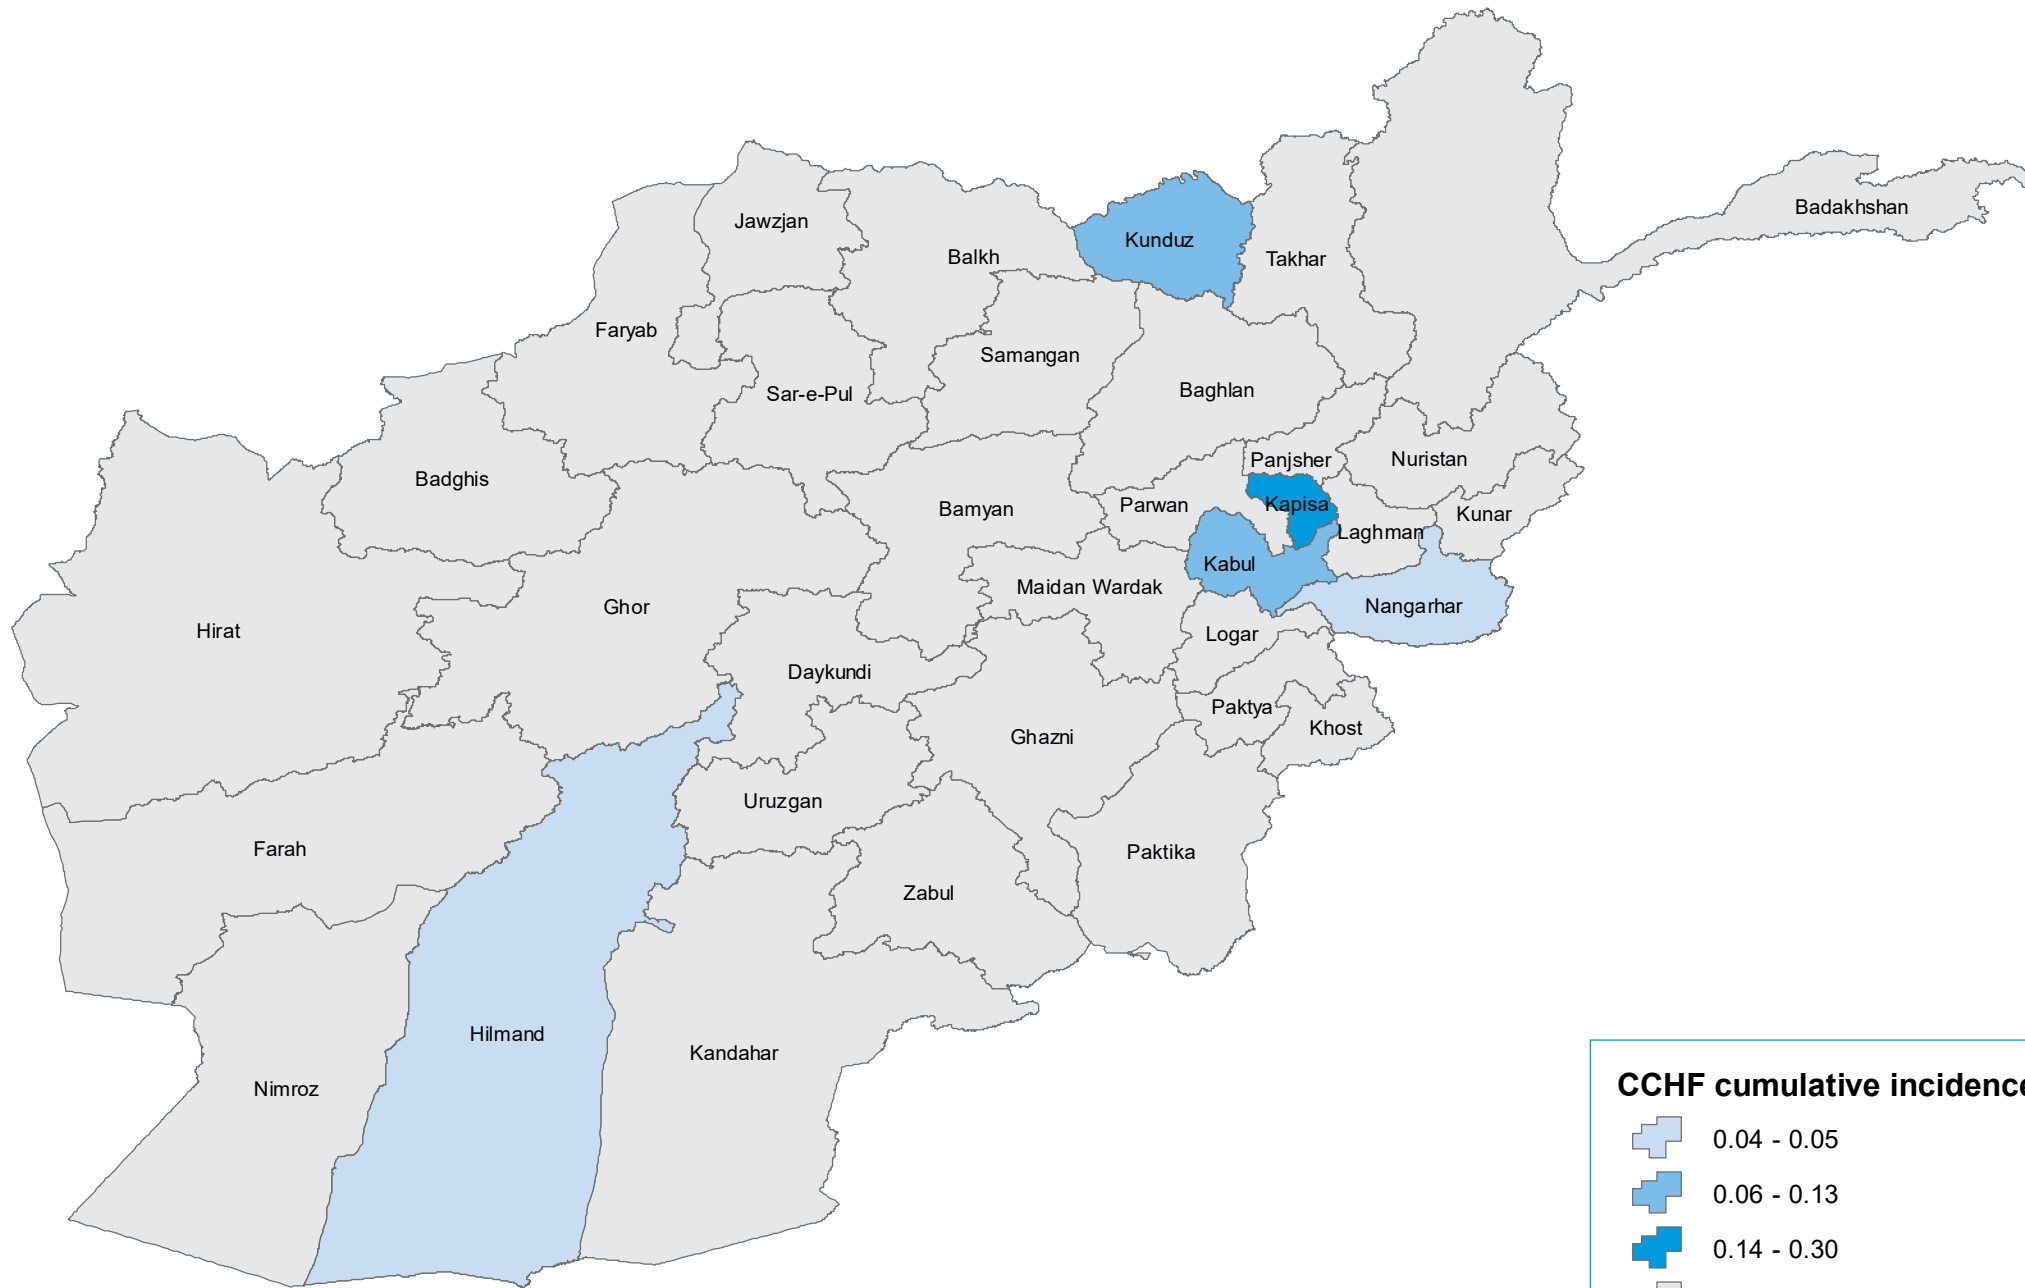 Badakhshan
Jawzjan
Kunduz
Balkh
Takhar
Faryab
Samangan
Baghlan
Sar-e-Pul
Panjsher
Nuristan
Badghis
Kapisa
Parwan
Bamyan
Kunar
Laghman
Kabul
Maidan Wardak
Nangarhar
Ghor
Hirat
Logar
Daykundi
Paktya
Khost
Ghazni
Uruzgan
Farah
Paktika
Zabul
Hilmand
Kandahar
Nimroz
CCHF cumulative incidence
0.04 - 0.05
0.06 - 0.13
0.14 - 0.30